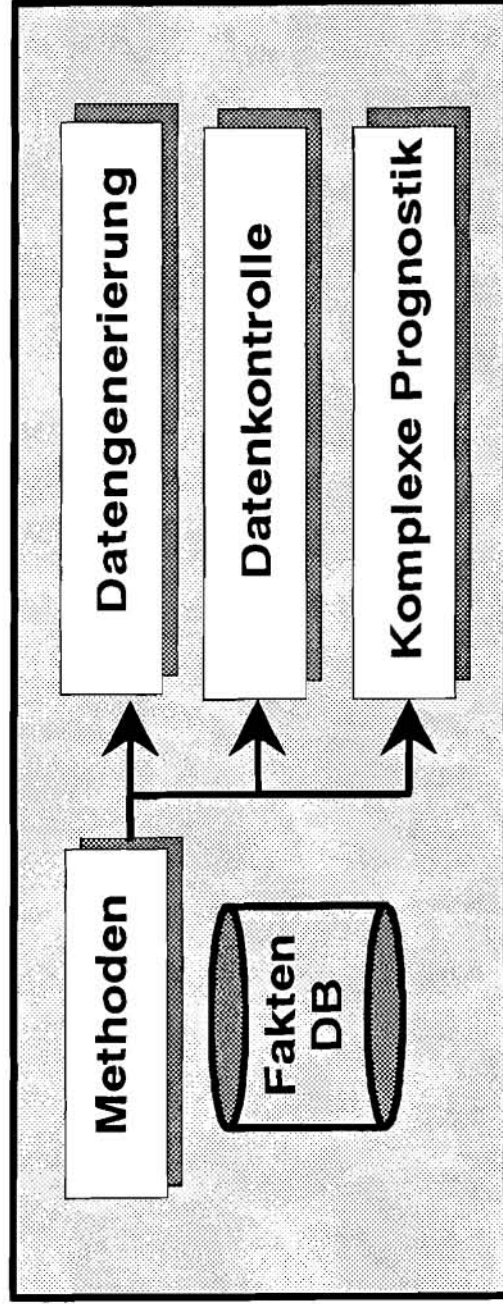 Methoden
Fakten
DB
Datengenerierung
Datenkontrolle
Komplexe Prognostik